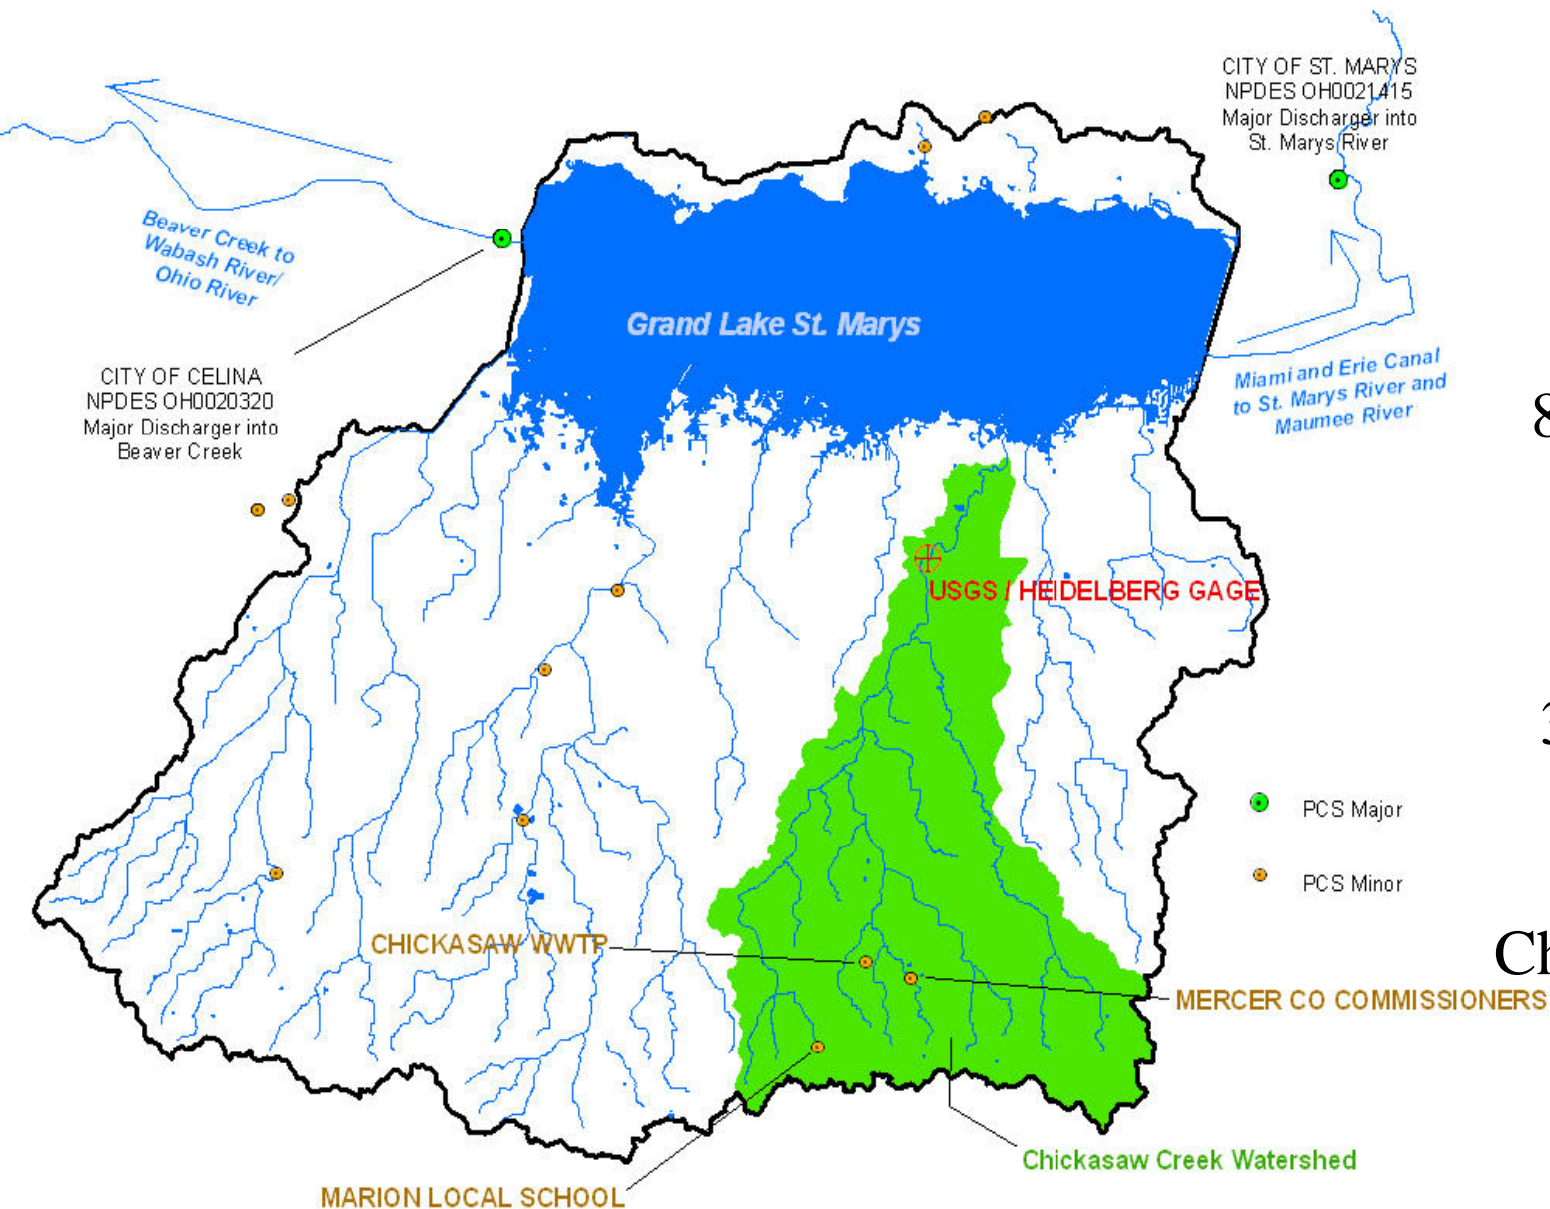 CITY OF ST. MARYS
NPDES OH0021415
Major Discharger into
St. Marys River
Beaver Creek to
Wabash River/
Ohio River
Grand Lake St. Marys
CITY OF CELINA
NPDES OH0020320
Major Discharger into
Beaver Creek
Miami and Erie Canal
to St. Marys River and
Maumee River
8
USGS / HEIDELBERG GAGE
3
PCS Major
PCS Minor
CHICKASAW WWTP
Ch
MERCER CO COMMISSIONERS
Chickasaw Creek Watershed
MARION LOCAL SCHOOL